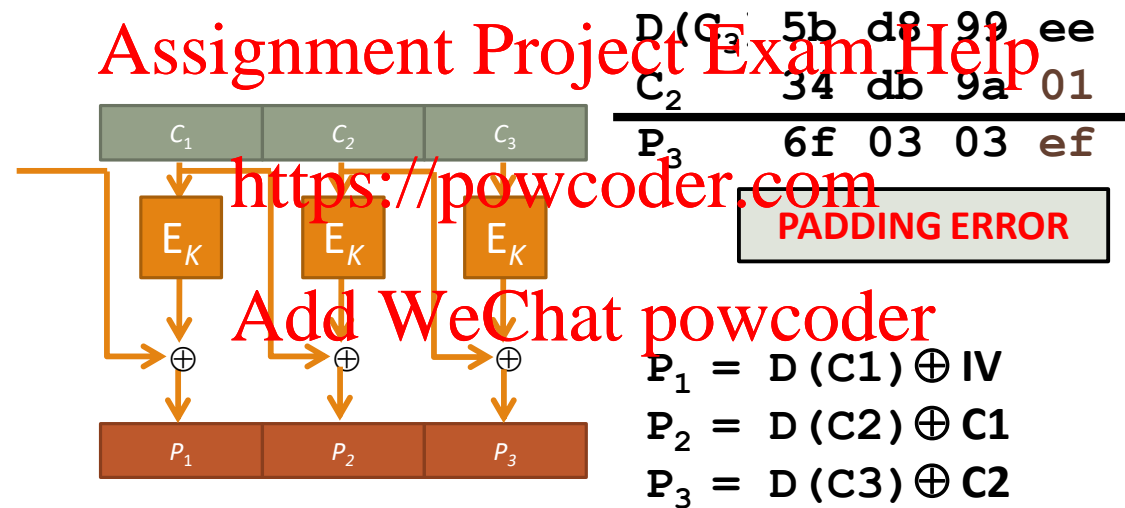 Assignment Project Exam Help
D(C3) 5b d8 99 ee
C2 34 db 9a 01
P3 6f 03 03 ef
https://powcoder.com
PADDING ERROR
C1 C2 C3
EK EK EK
Add WeChat powcoder
⊕ ⊕ ⊕
P1 P2 P3
P1 = D(C1)⊕IV
P2 = D(C2)⊕C1
P3 = D(C3)⊕C2